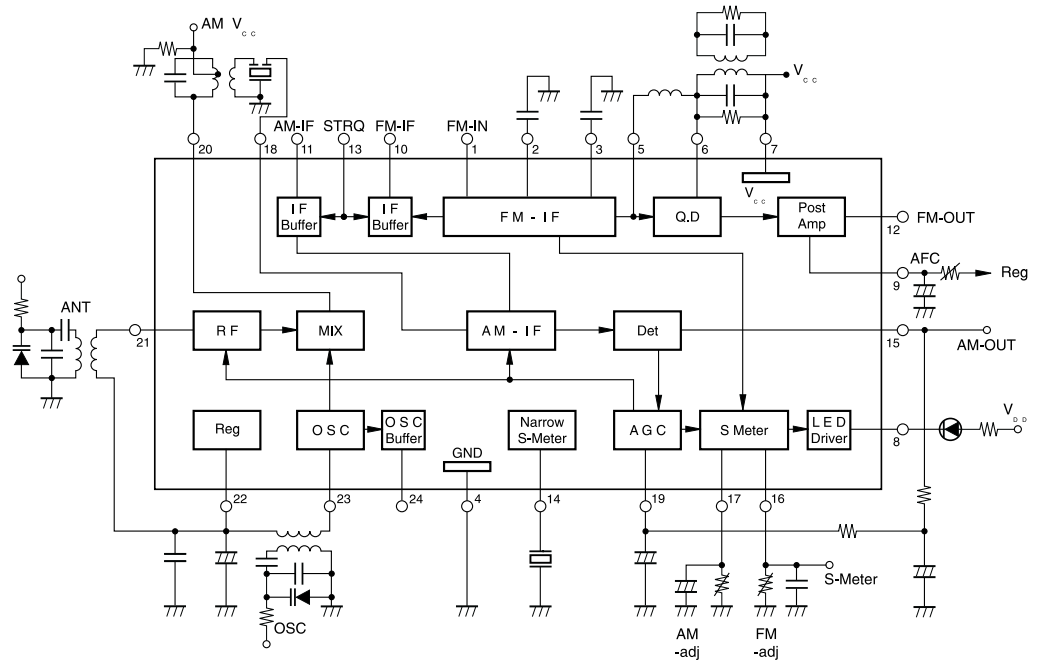 AM Vcc
Vcc
AM-IF STRQ FM-IF FM-IN
20 18 11 13 10 1 2 3 5 6 7
Vcc
IF Buffer
IF Buffer
FM-IF
Q.D
Post Amp
12
FM-OUT
AFC
9
Reg
ANT
21
RF
MIX
AM-IF
Det
15
AM-OUT
Reg
OSC
OSC Buffer
GND
Narrow S-Meter
AGC
S Meter
LED Driver
8
VDD
22 23 24 4 14 19 17 16
OSC
S-Meter
AM -adj
FM -adj